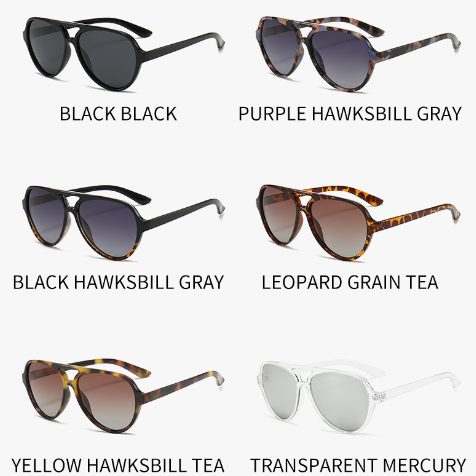 BLACK BLACK
PURPLE HAWKSBILL GRAY
BLACK HAWKSBILL GRAY
LEOPARD GRAIN TEA
YELLOW HAWKSBILL TEA
TRANSPARENT MERCURY